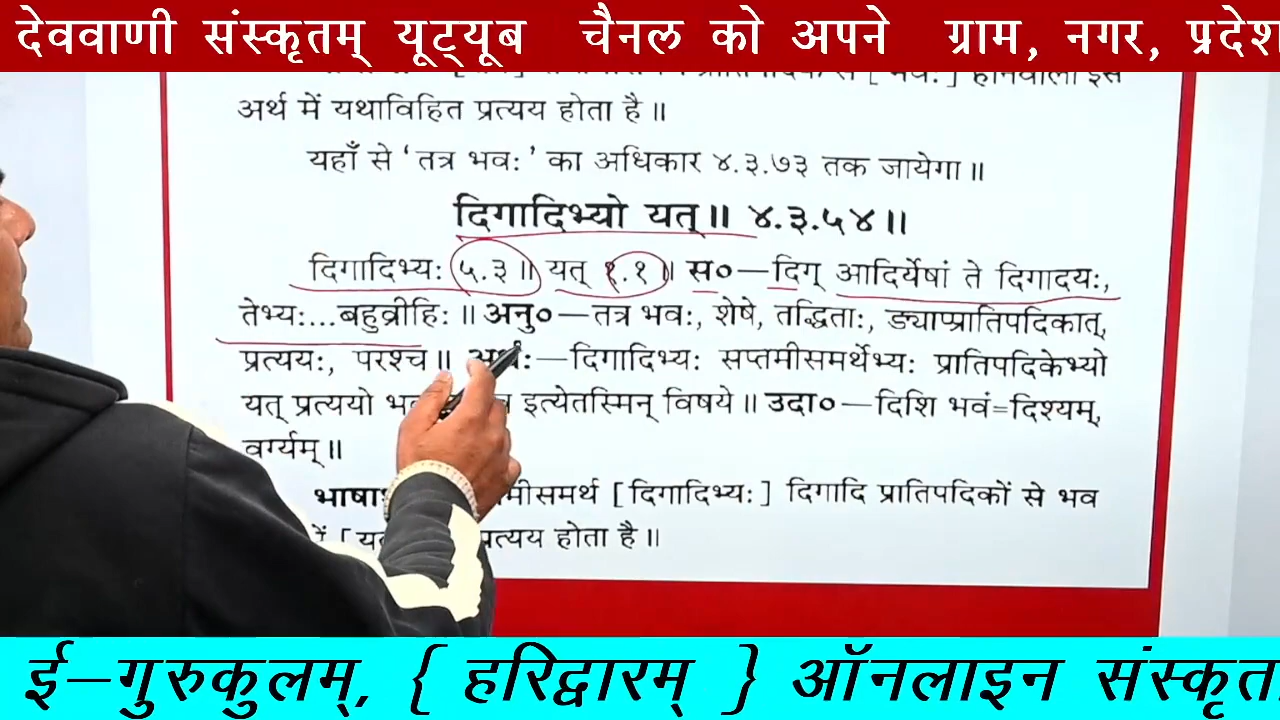 देववाणी संस्कृतम् यूट्यूब चैनल को अपने ग्राम, नगर, प्रदेश
अर्थ में यथाविहित प्रत्यय होता है॥
यहाँ से ' तत्र भवः ' का अधिकार ४.३.७३ तक जायेगा॥
दिगादिभ्यो यत्॥ ४.३.५४॥
दिगादिभ्यः ५.३॥ यत् १.१॥ स०—दिग् आदिर्येषां ते दिगादयः,
तेभ्यः...बहुव्रीहिः॥ अनु०—तत्र भवः, शेषे, तद्धिताः, ङ्याप्प्रातिपदिकात्,
प्रत्ययः, परश्च॥ अर्थः—दिगादिभ्यः सप्तमीसमर्थेभ्यः प्रातिपदिकेभ्यो
यत् प्रत्ययो इत्येतस्मिन् विषये॥ उदा०—दिशि भवं=दिश्यम्,
वर्ग्यम्॥
[दिगादिभ्यः] दिगादि प्रातिपदिकों से भव
होता है॥
ई–गुरुकुलम्, { हरिद्वारम् } ऑनलाइन संस्कृत